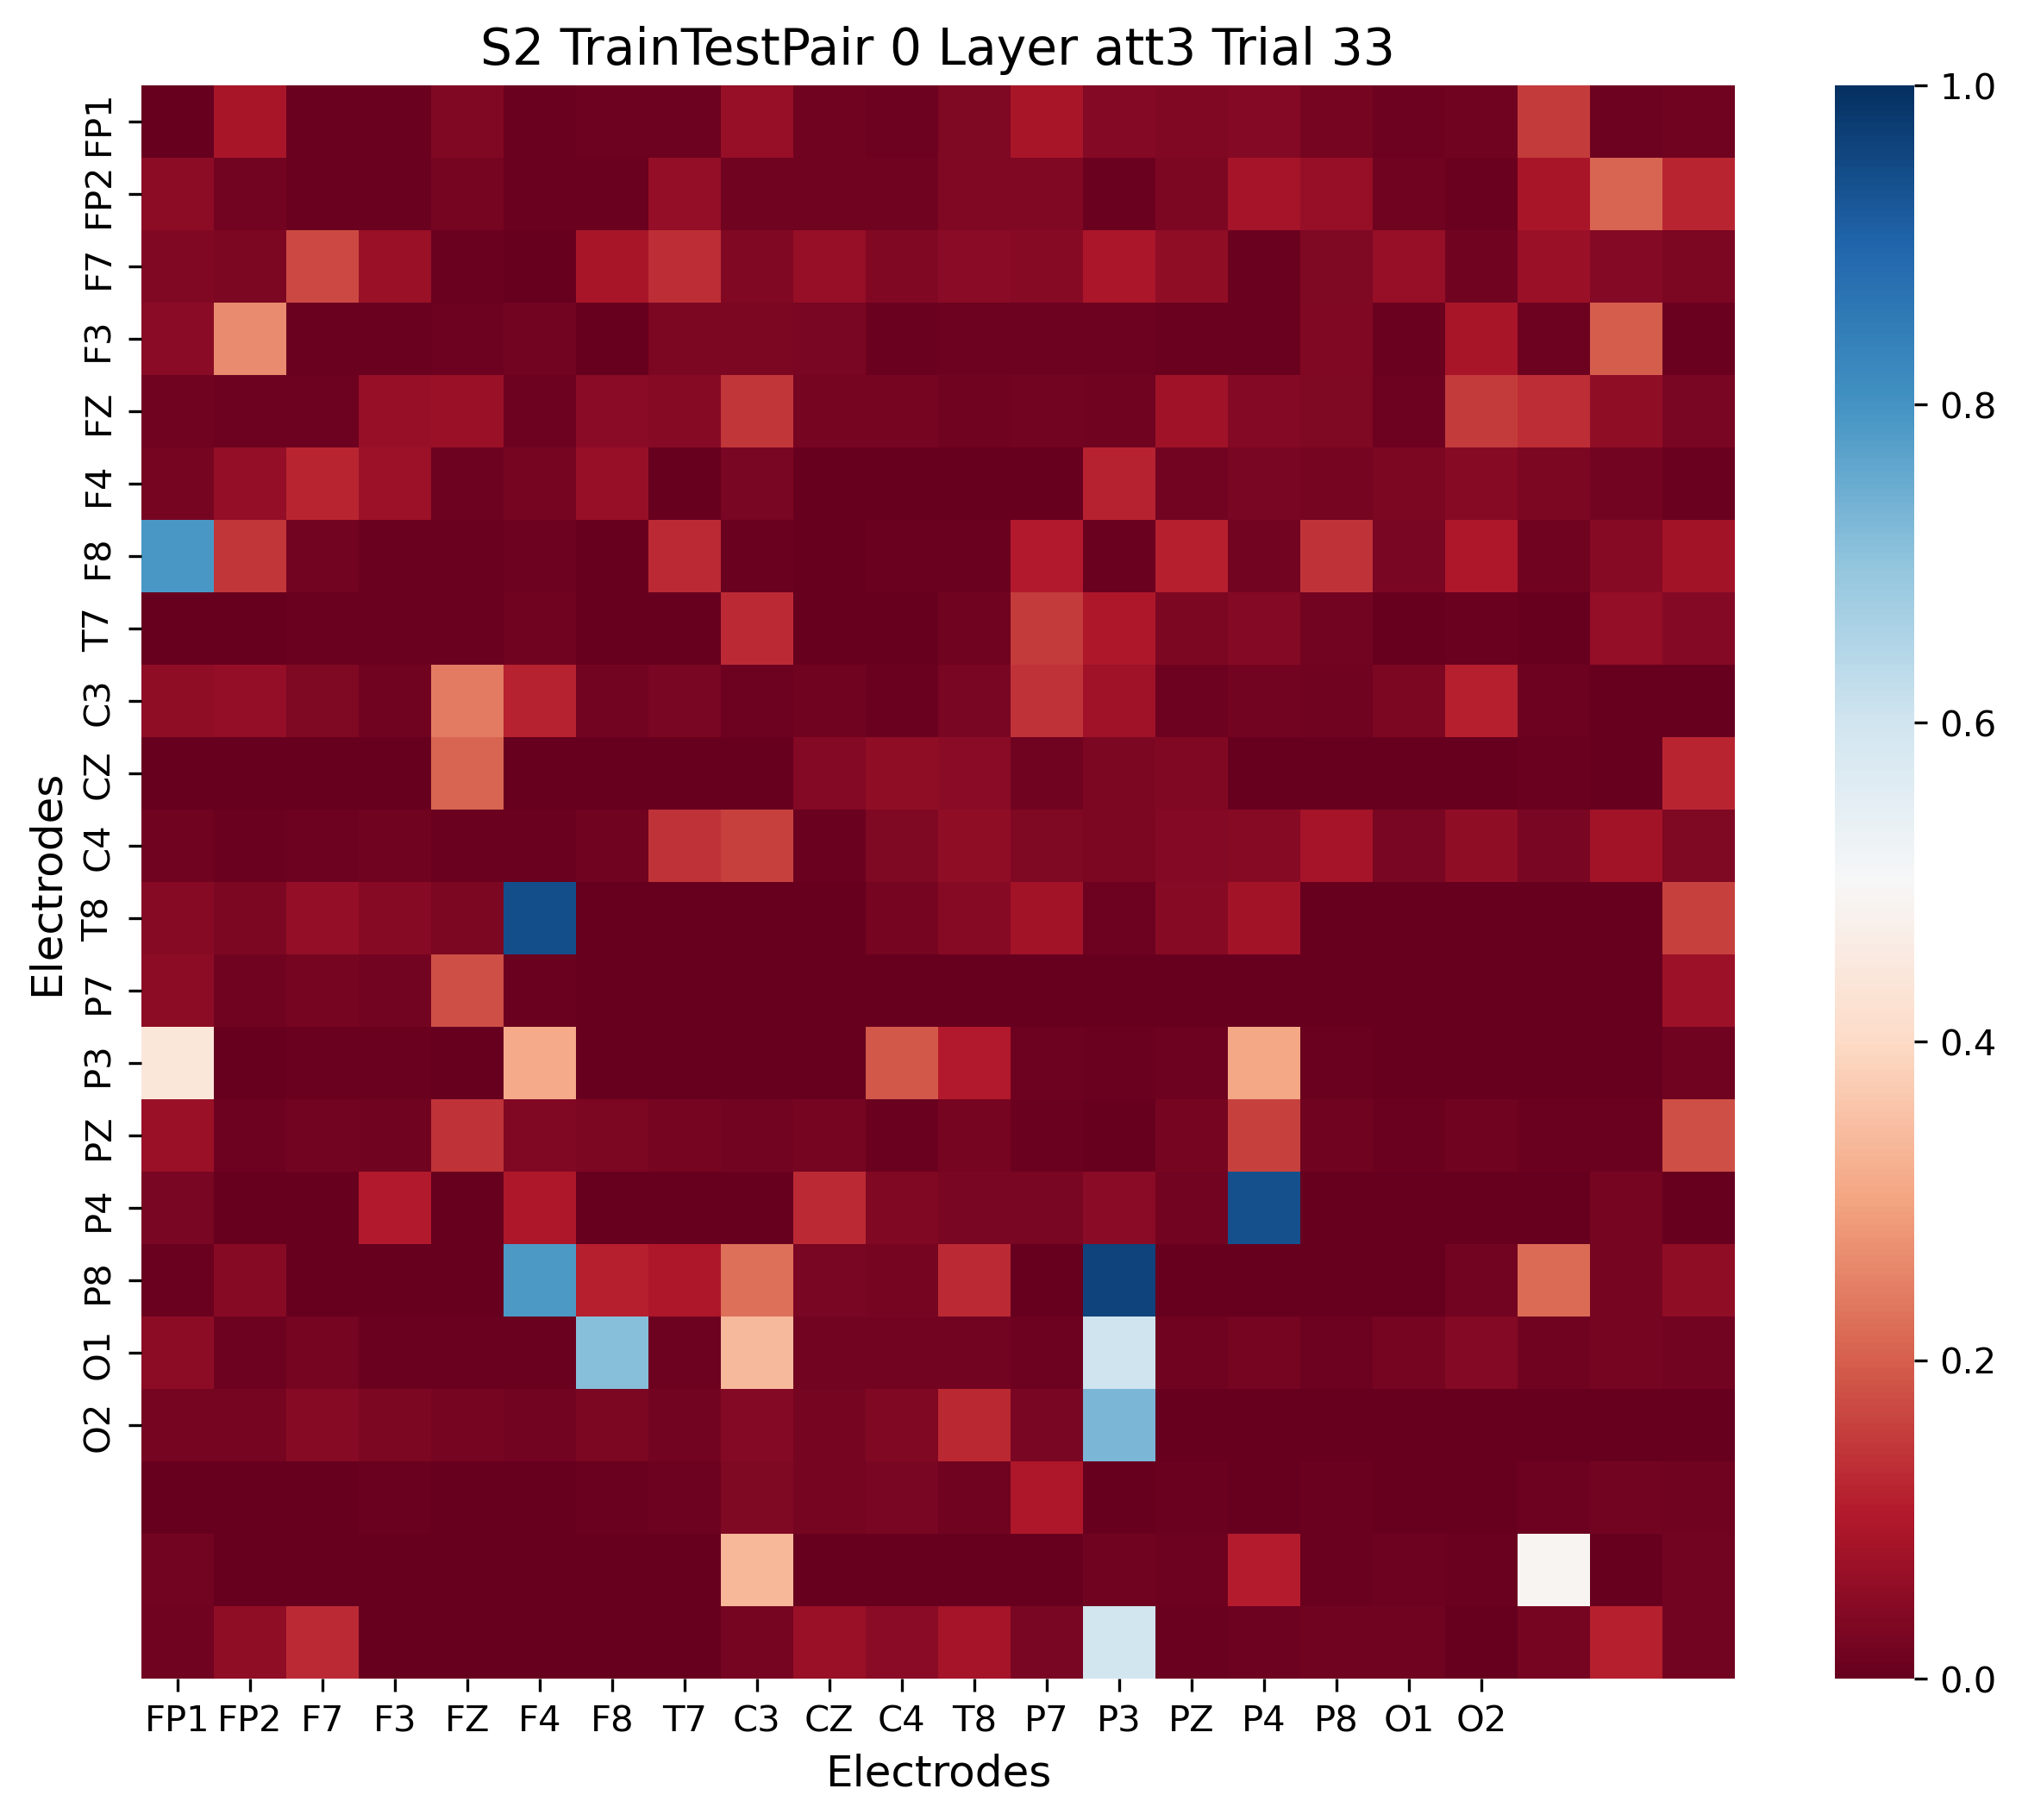 S2 TrainTestPair 0 Layer att3 Trial 33
Electrodes
FP1
FP2
F7
F3
FZ
F4
F8
T7
C3
CZ
C4
T8
P7
P3
PZ
P4
P8
O1
O2
1.0
0.8
0.6
0.4
0.2
0.0
FP1 FP2 F7 F3 FZ F4 F8 T7 C3 CZ C4 T8 P7 P3 PZ P4 P8 O1 O2
Electrodes